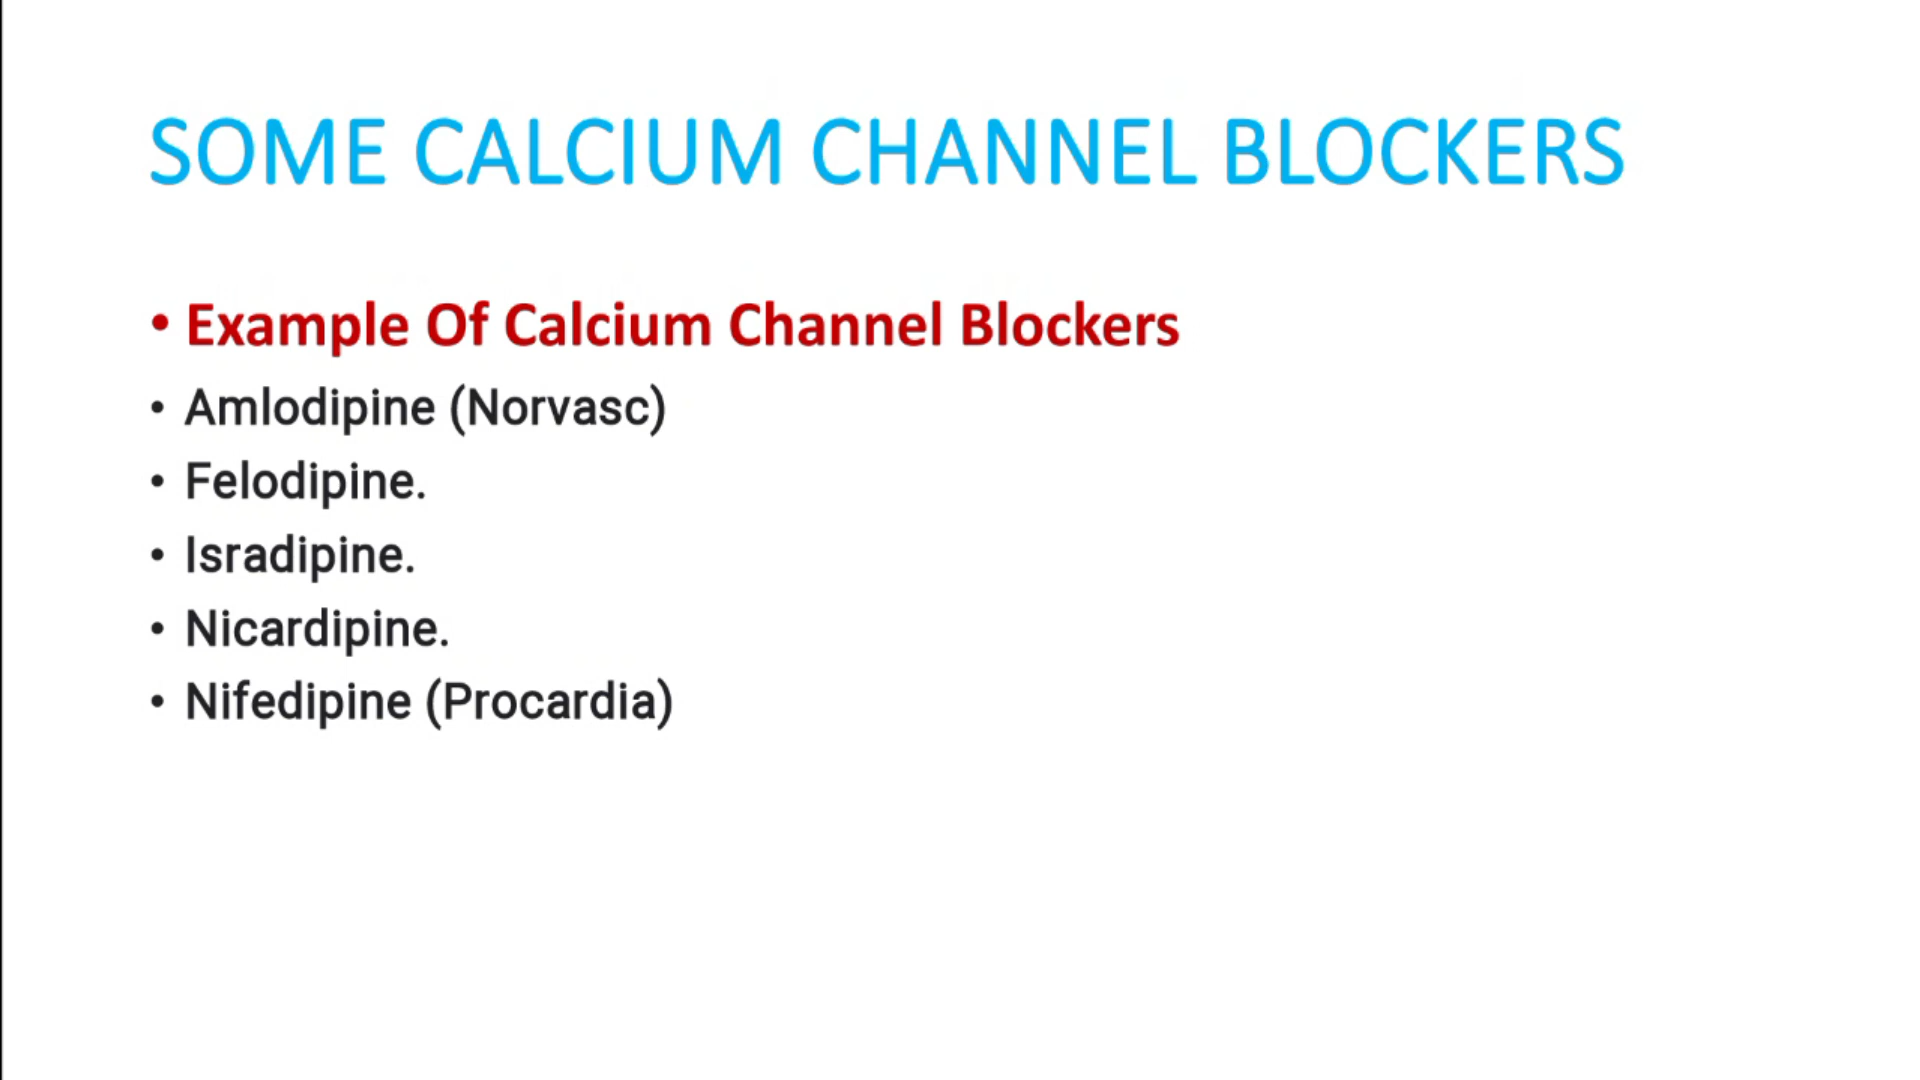 SOME CALCIUM CHANNEL BLOCKERS
• Example Of Calcium Channel Blockers
• Amlodipine (Norvasc)
• Felodipine.
• Isradipine.
• Nicardipine.
• Nifedipine (Procardia)